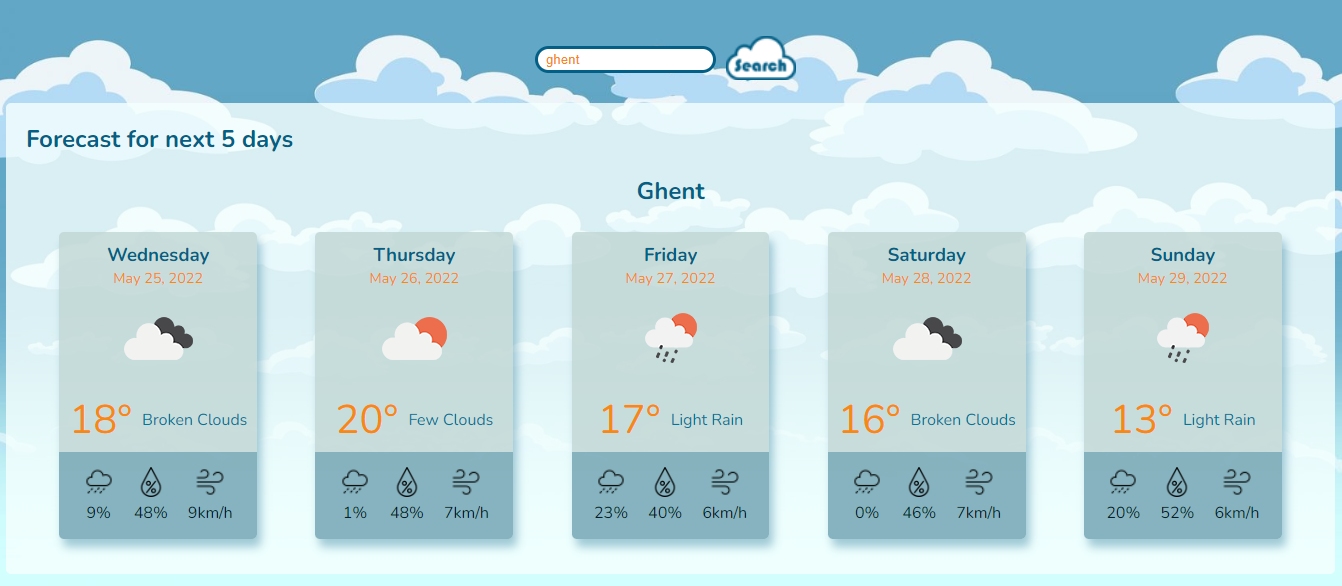 ghent
Search
Forecast for next 5 days
Ghent
Wednesday
May 25, 2022
18° Broken Clouds
9% 48% 9km/h
Thursday
May 26, 2022
20° Few Clouds
1% 48% 7km/h
Friday
May 27, 2022
17° Light Rain
23% 40% 6km/h
Saturday
May 28, 2022
16° Broken Clouds
0% 46% 7km/h
Sunday
May 29, 2022
13° Light Rain
20% 52% 6km/h